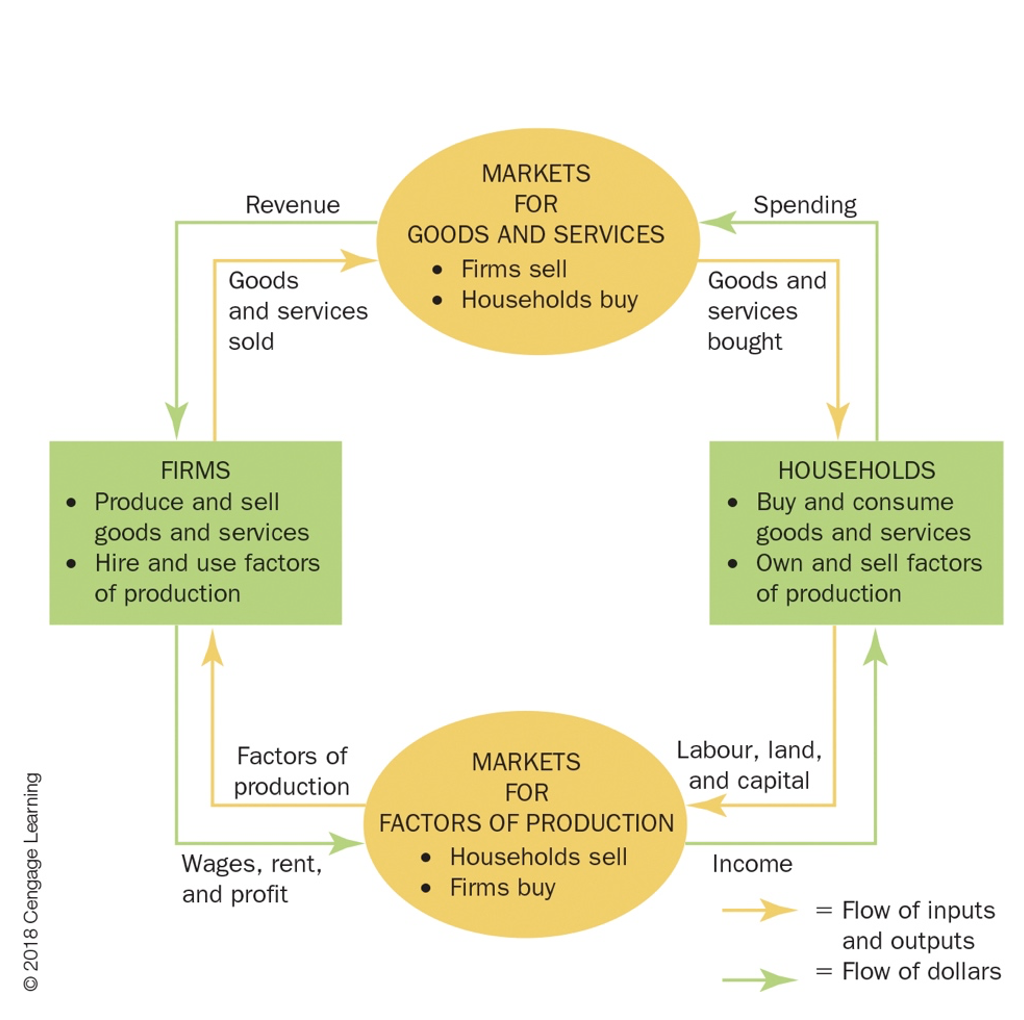 MARKETS
FOR
GOODS AND SERVICES
• Firms sell
• Households buy
Revenue
Spending
Goods
and services
sold
Goods and
services
bought
FIRMS
• Produce and sell
goods and services
• Hire and use factors
of production
HOUSEHOLDS
• Buy and consume
goods and services
• Own and sell factors
of production
Factors of
production
Labour, land,
and capital
MARKETS
FOR
FACTORS OF PRODUCTION
• Households sell
• Firms buy
Wages, rent,
and profit
Income
= Flow of inputs
and outputs
= Flow of dollars
© 2018 Cengage Learning